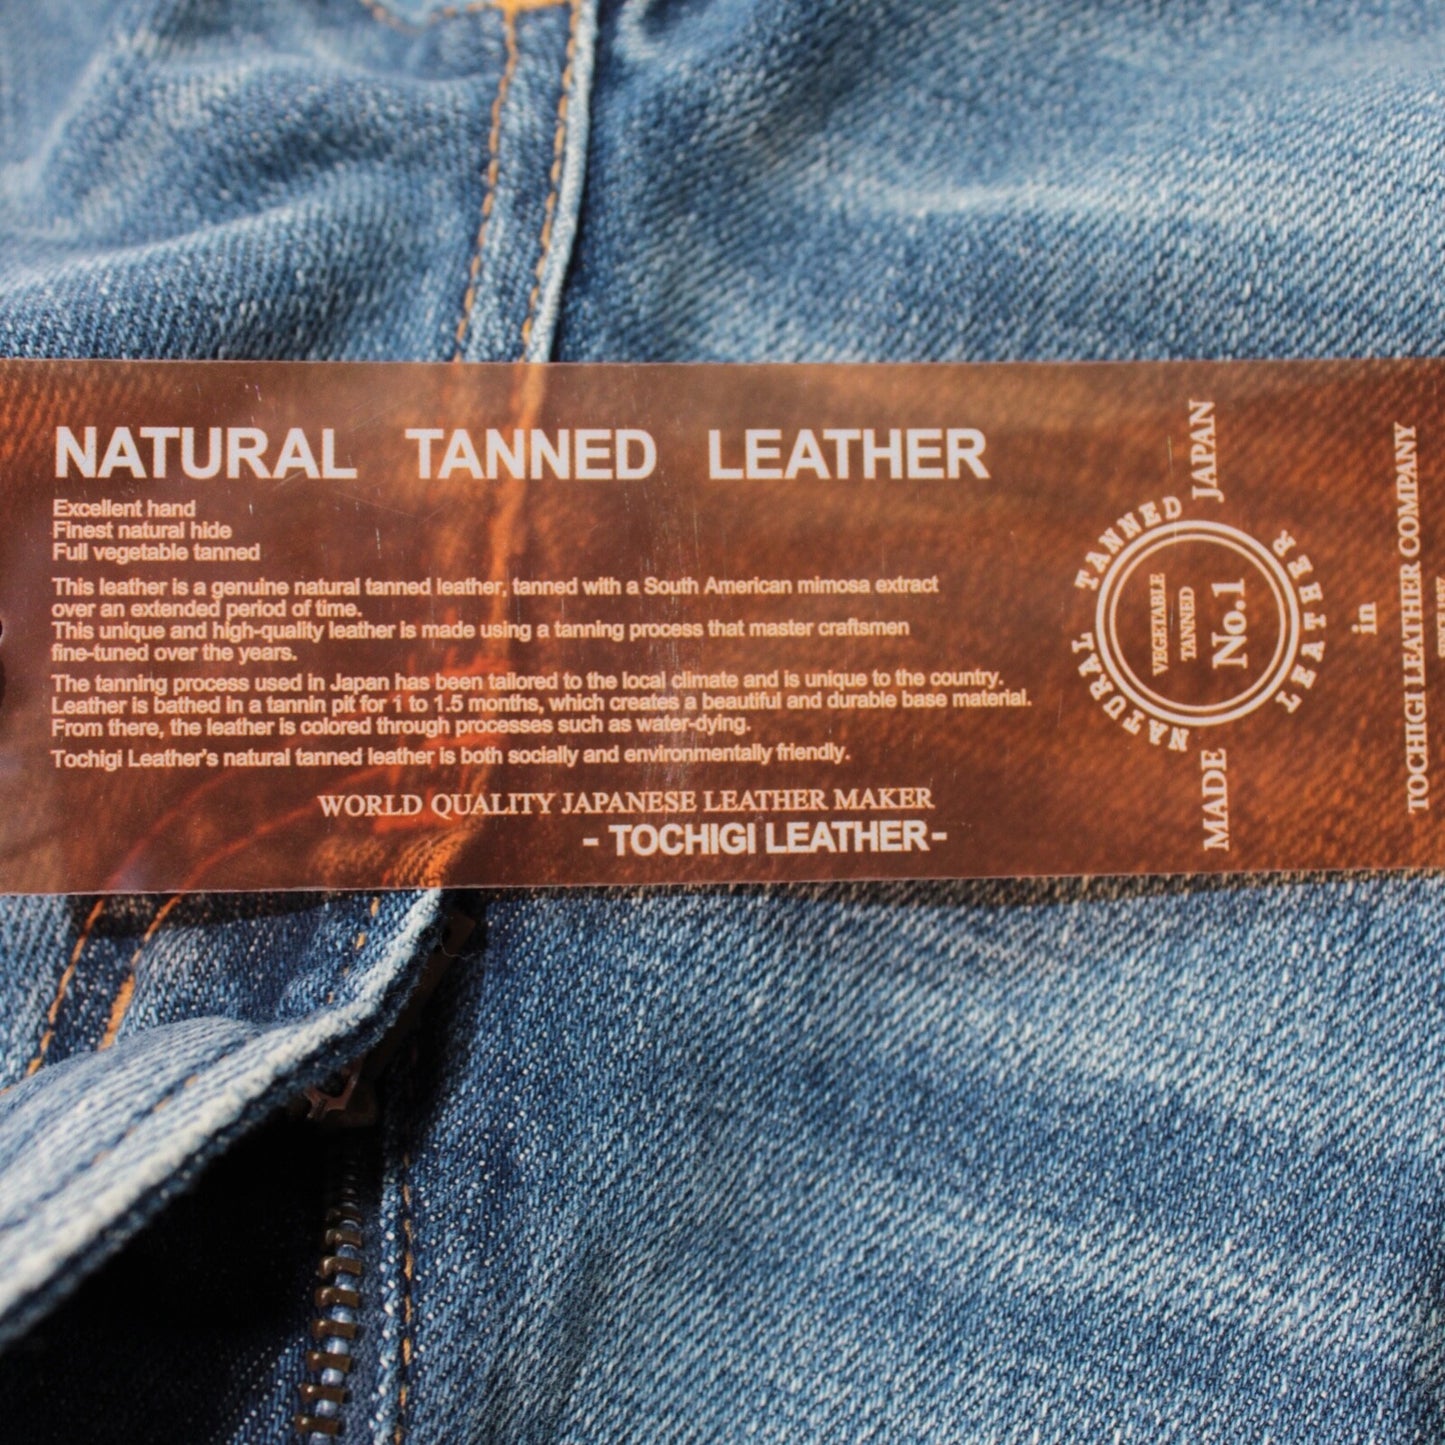 NATURAL TANNED LEATHER
Excellent hand
Finest natural hide
Full vegetable tanned
This leather is a genuine natural tanned leather, tanned with a South American mimosa extract
over an extended period of time.
This unique and high-quality leather is made using a tanning process that master craftsmen
fine-tuned over the years.
The tanning process used in Japan has been tailored to the local climate and is unique to the country.
Leather is bathed in a tannin pit for 1 to 1.5 months, which creates a beautiful and durable base material.
From there, the leather is colored through processes such as water-dying.
Tochigi Leather's natural tanned leather is both socially and environmentally friendly.
WORLD QUALITY JAPANESE LEATHER MAKER
- TOCHIGI LEATHER-
NATURAL TANNED LEATHER
VEGETABLE
TANNED
No.1
MADE in JAPAN
TOCHIGI LEATHER COMPANY